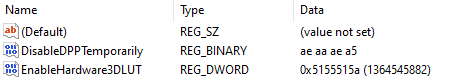 Name Type Data
(Default) REG_SZ (value not set)
DisableDPPTemporarily REG_BINARY ae aa ae a5
EnableHardware3DLUT REG_DWORD 0x5155515a (1364545882)